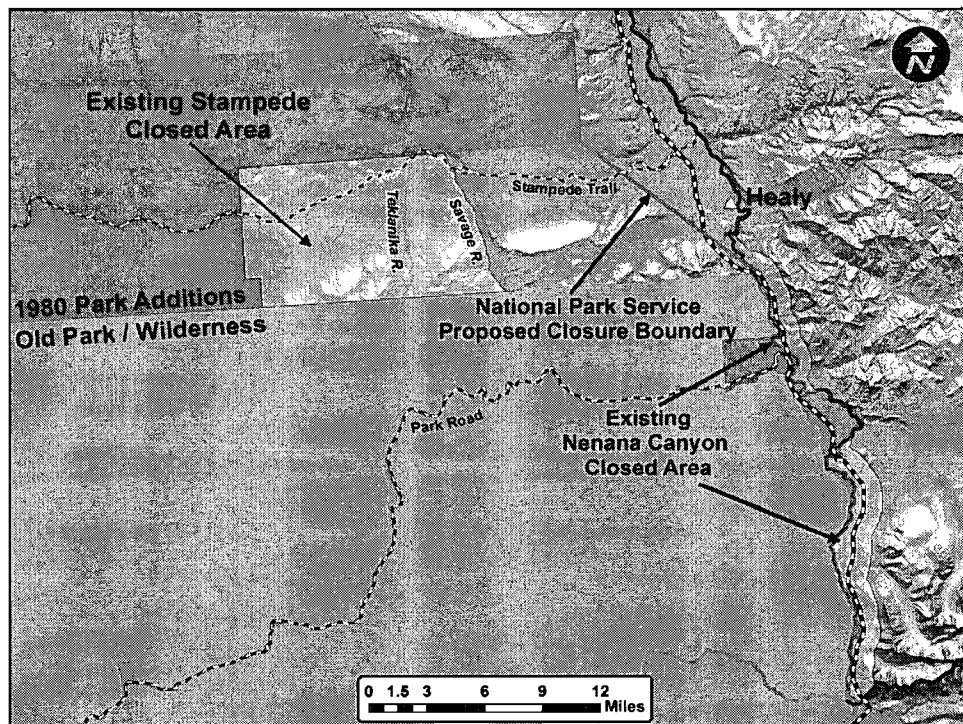 N
Existing Stampede
Closed Area
Stampede Trail
Healy
Savage R.
1980 Park Additions
Old Park / Wilderness
National Park Service
Proposed Closure Boundary
Park Road
Existing
Nenana Canyon
Closed Area
0 1.5 3 6 9 12
Miles